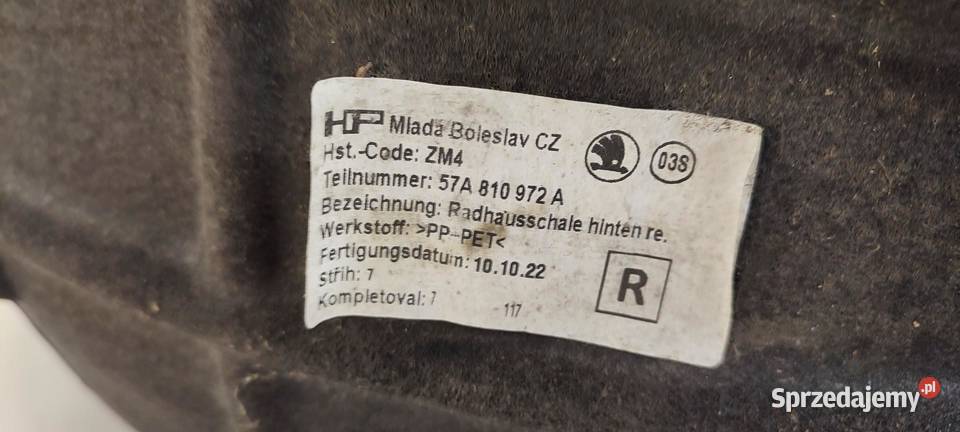 HP Mladá Boleslav CZ
038
Hst.-Code: ZM4
Teilnummer: 57A 810 972 A
Bezeichnung: Radhausschale hinten re.
Werkstoff: >PP-PET<
Fertigungsdatum: 10.10.22
R
střih: 7
Kompletoval: 7
117
Sprzedajemy.pl